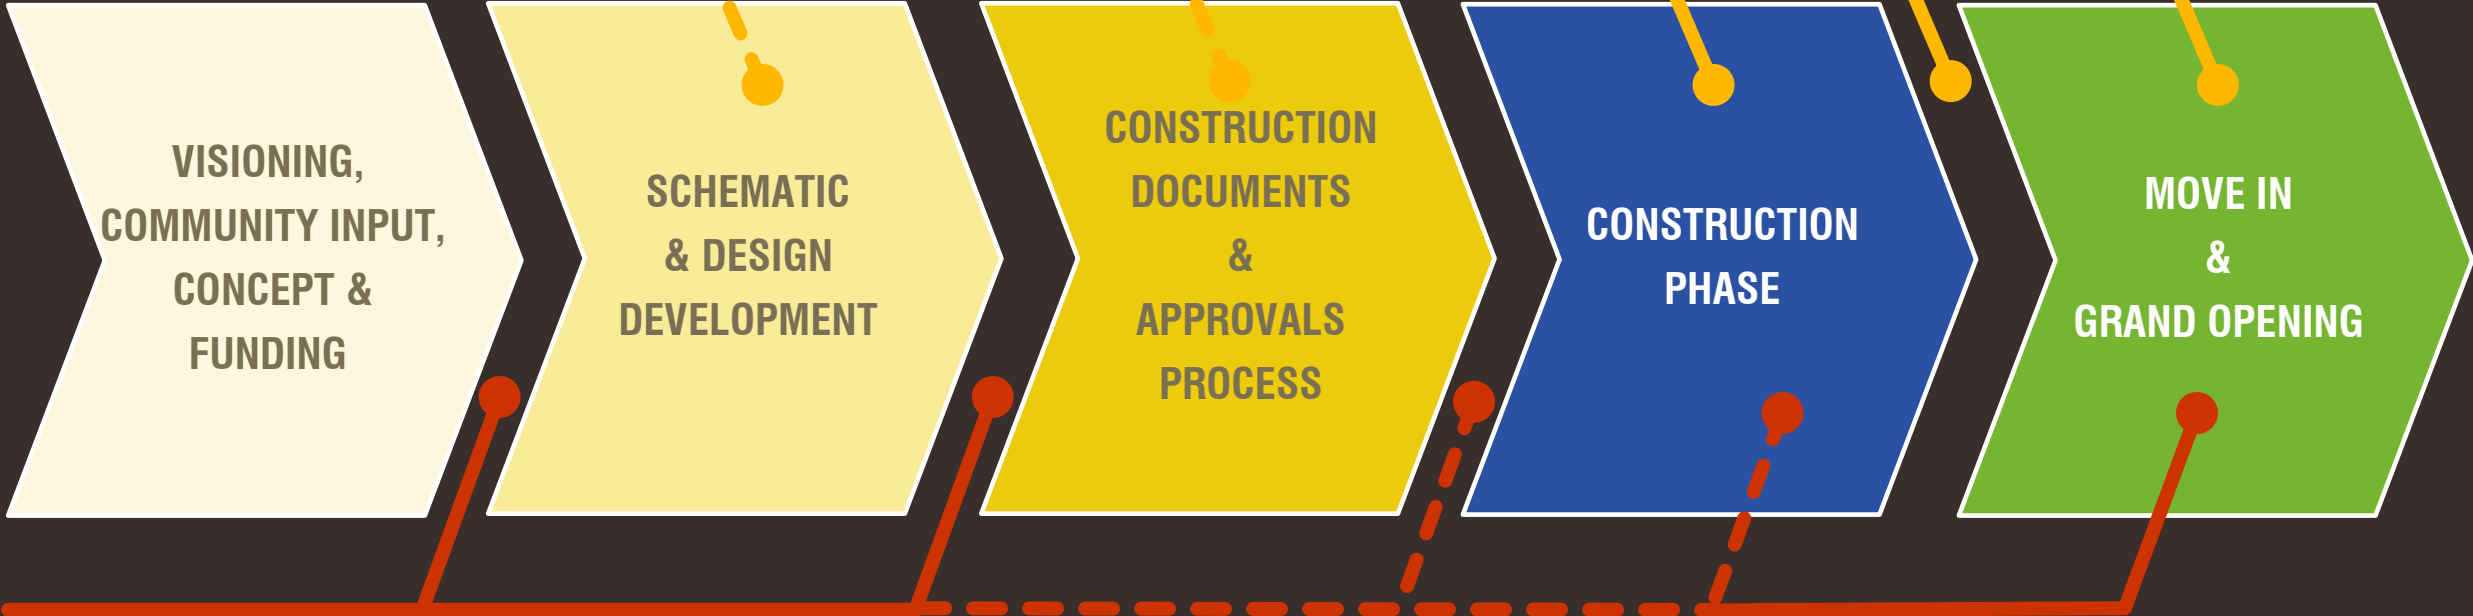 VISIONING,
COMMUNITY INPUT,
CONCEPT &
FUNDING
SCHEMATIC
& DESIGN
DEVELOPMENT
CONSTRUCTION
DOCUMENTS
&
APPROVALS
PROCESS
CONSTRUCTION
PHASE
MOVE IN
&
GRAND OPENING